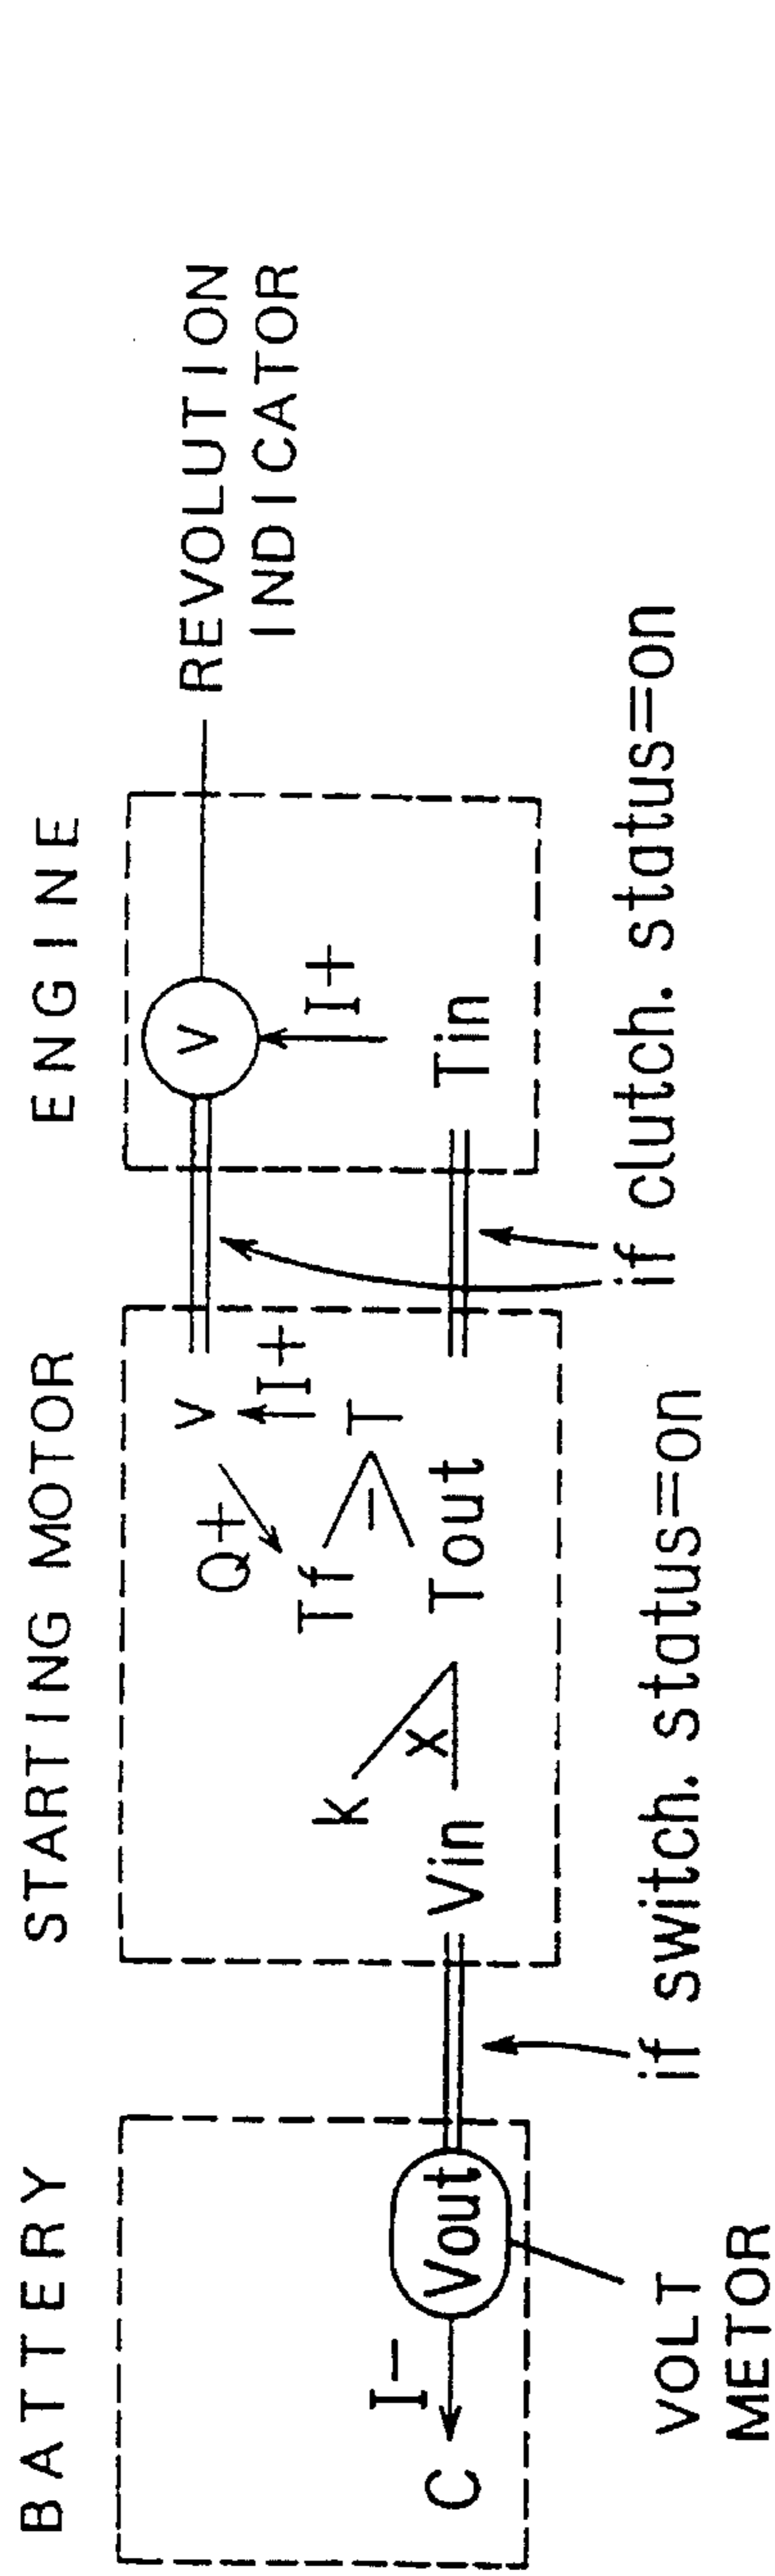 BATTERY
C
I-
Vout
VOLT
METOR
if switch. status=on
STARTING MOTOR
Vin
K
X
Tout
Tf
-
T
Q+
v
I+
if clutch. status=on
ENGINE
v
I+
Tin
REVOLUTION
INDICATOR